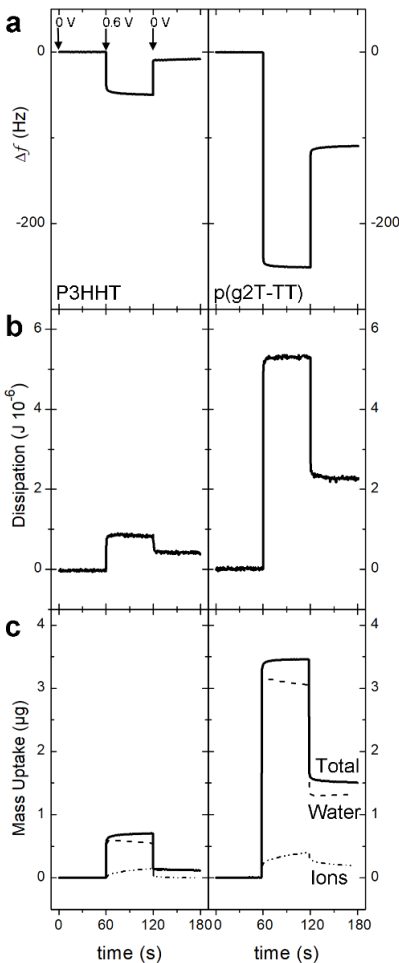 a
0 V 0.6 V 0 V
0 0
-200 -200
Δf (Hz)
P3HHT p(g2T-TT)
b
6 6
4 4
2 2
0 0
Dissipation (J 10⁻⁶)
c
4 4
3 3
2 2
1 1
0 0
Mass Uptake (µg)
Total
Water
Ions
0 60 120 180 0 60 120 180
time (s) time (s)